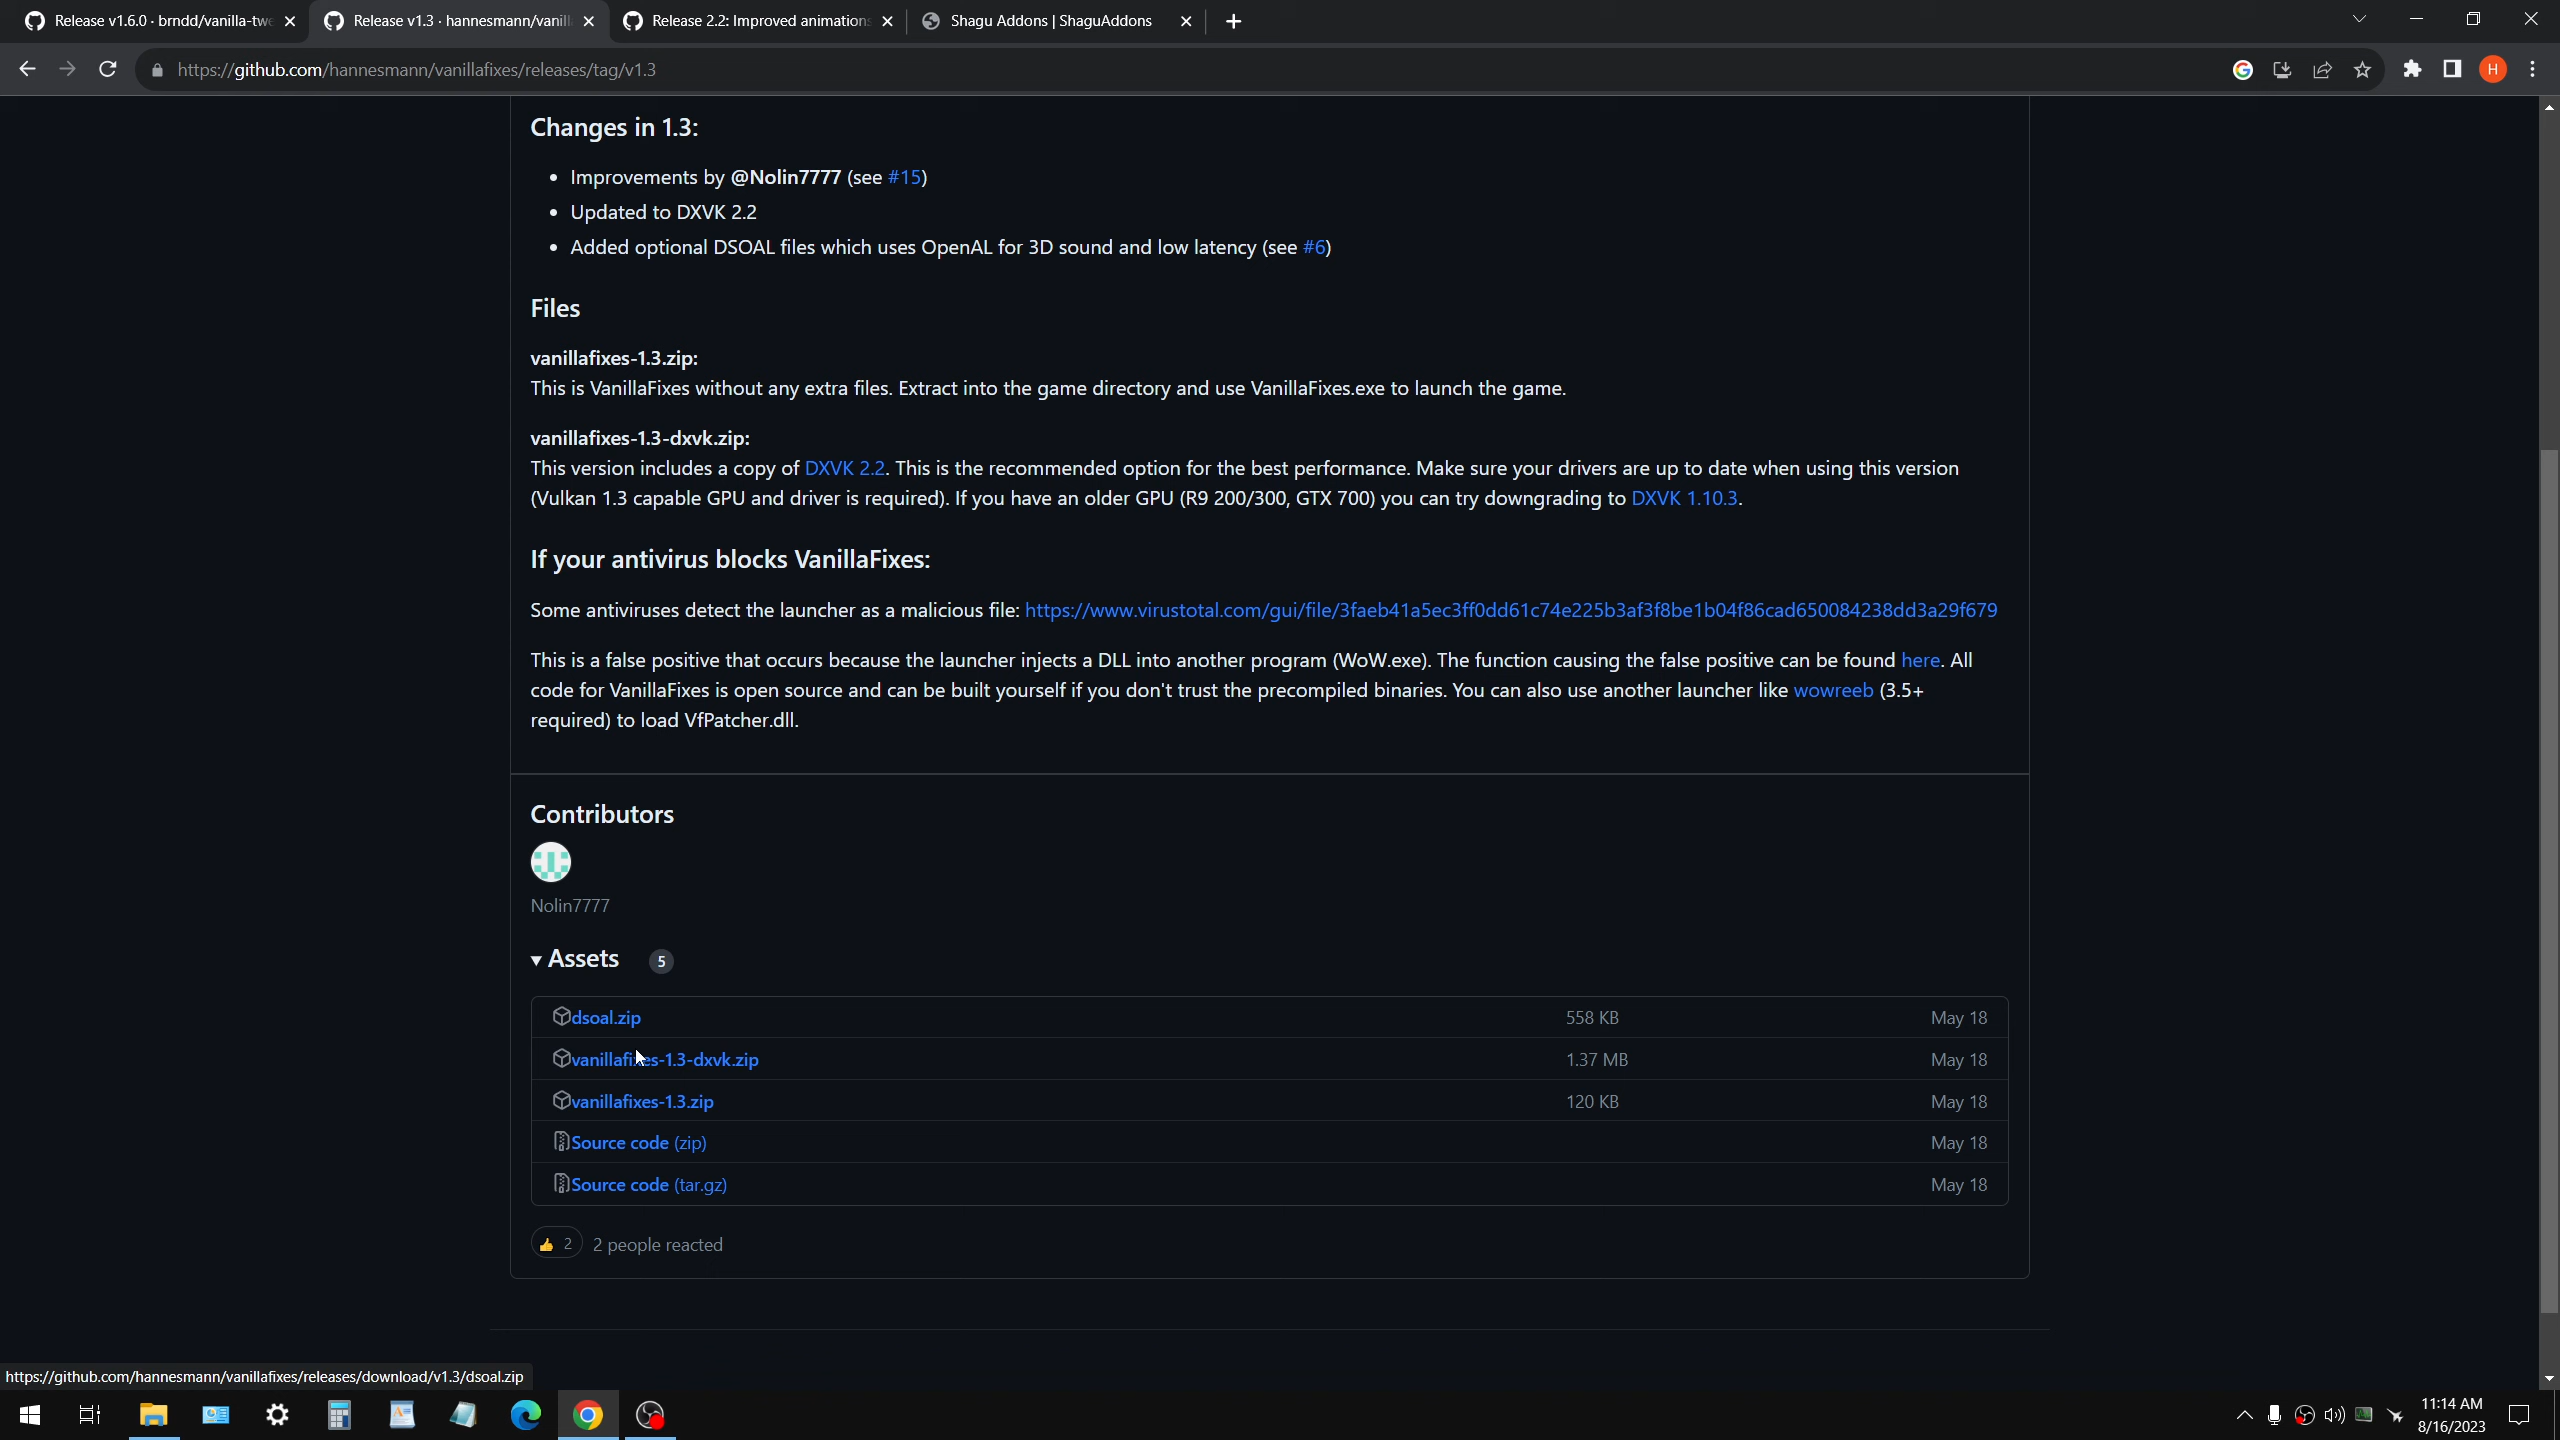 Release v1.6.0 · brndd/vanilla-twe
Release v1.3 · hannesmann/vanill
Release 2.2: Improved animation
Shagu Addons | ShaguAddons
https://github.com/hannesmann/vanillafixes/releases/tag/v1.3
H
Changes in 1.3:
• Improvements by @Nolin7777 (see #15)
• Updated to DXVK 2.2
• Added optional DSOAL files which uses OpenAL for 3D sound and low latency (see #6)
Files
vanillafixes-1.3.zip:
This is VanillaFixes without any extra files. Extract into the game directory and use VanillaFixes.exe to launch the game.
vanillafixes-1.3-dxvk.zip:
This version includes a copy of DXVK 2.2. This is the recommended option for the best performance. Make sure your drivers are up to date when using this version
(Vulkan 1.3 capable GPU and driver is required). If you have an older GPU (R9 200/300, GTX 700) you can try downgrading to DXVK 1.10.3.
If your antivirus blocks VanillaFixes:
Some antiviruses detect the launcher as a malicious file: https://www.virustotal.com/gui/file/3faeb41a5ec3ff0dd61c74e225b3af3f8be1b04f86cad650084238dd3a29f679
This is a false positive that occurs because the launcher injects a DLL into another program (WoW.exe). The function causing the false positive can be found here. All
code for VanillaFixes is open source and can be built yourself if you don't trust the precompiled binaries. You can also use another launcher like wowreeb (3.5+
required) to load VfPatcher.dll.
Contributors
Nolin7777
Assets 5
dsoal.zip 558 KB May 18
vanillafixes-1.3-dxvk.zip 1.37 MB May 18
vanillafixes-1.3.zip 120 KB May 18
Source code (zip) May 18
Source code (tar.gz) May 18
2 2 people reacted
https://github.com/hannesmann/vanillafixes/releases/download/v1.3/dsoal.zip
11:14 AM
8/16/2023